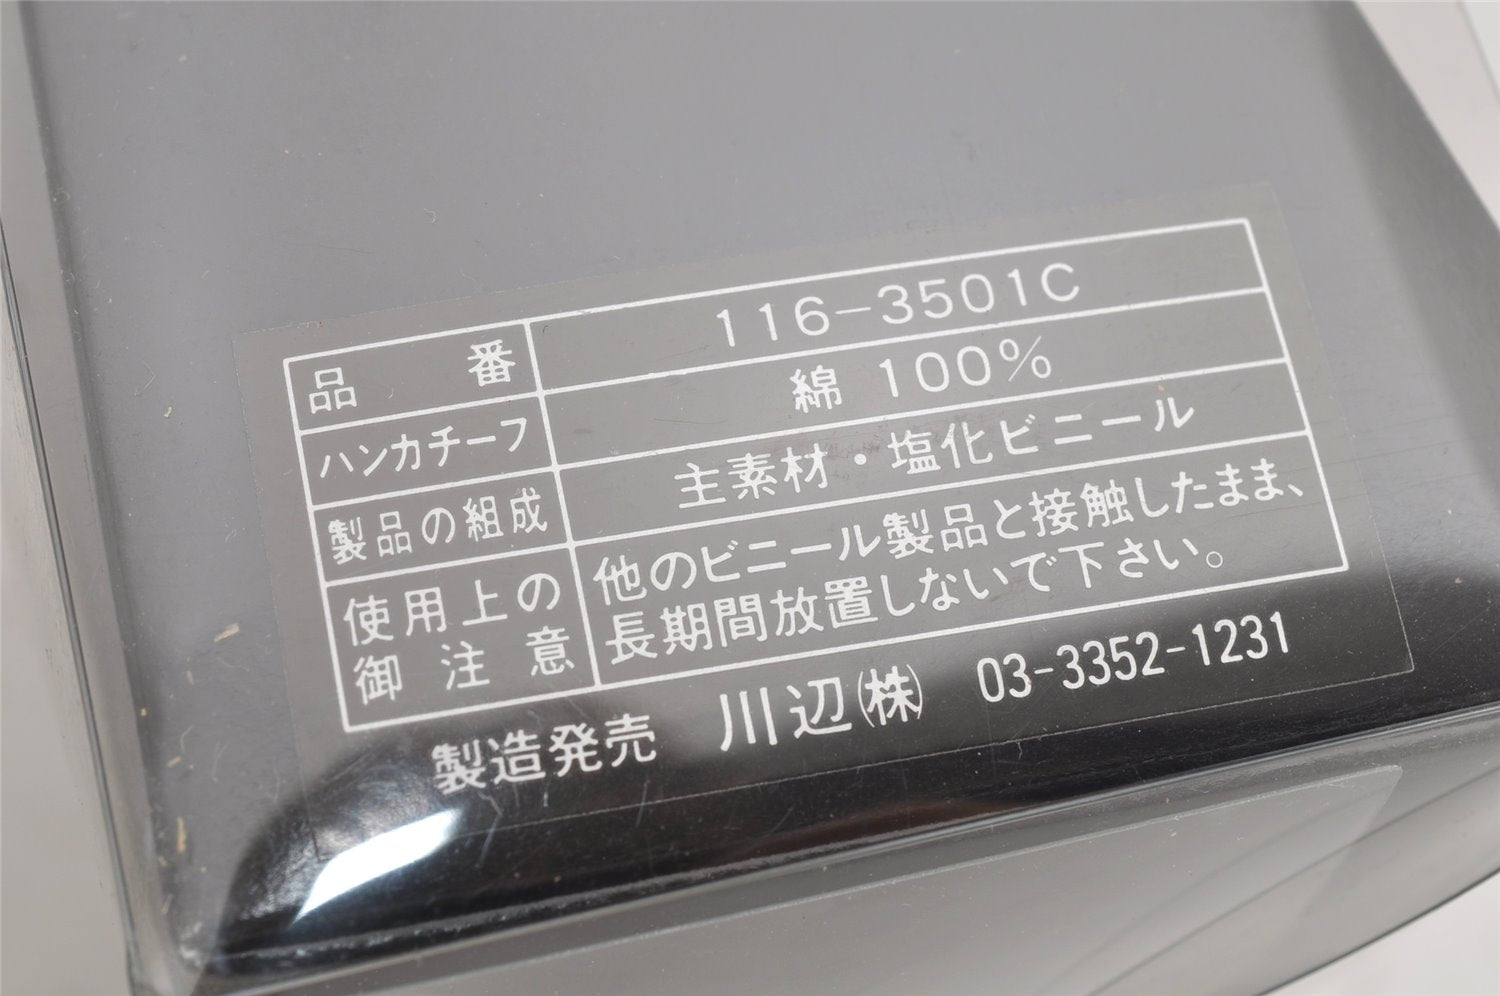 品番 116-3501C
ハンカチーフ 綿 100%
製品の組成 主素材・塩化ビニール
使用上の御注意 他のビニール製品と接触したまま、
長期間放置しないで下さい。
製造発売 川辺(株) 03-3352-1231